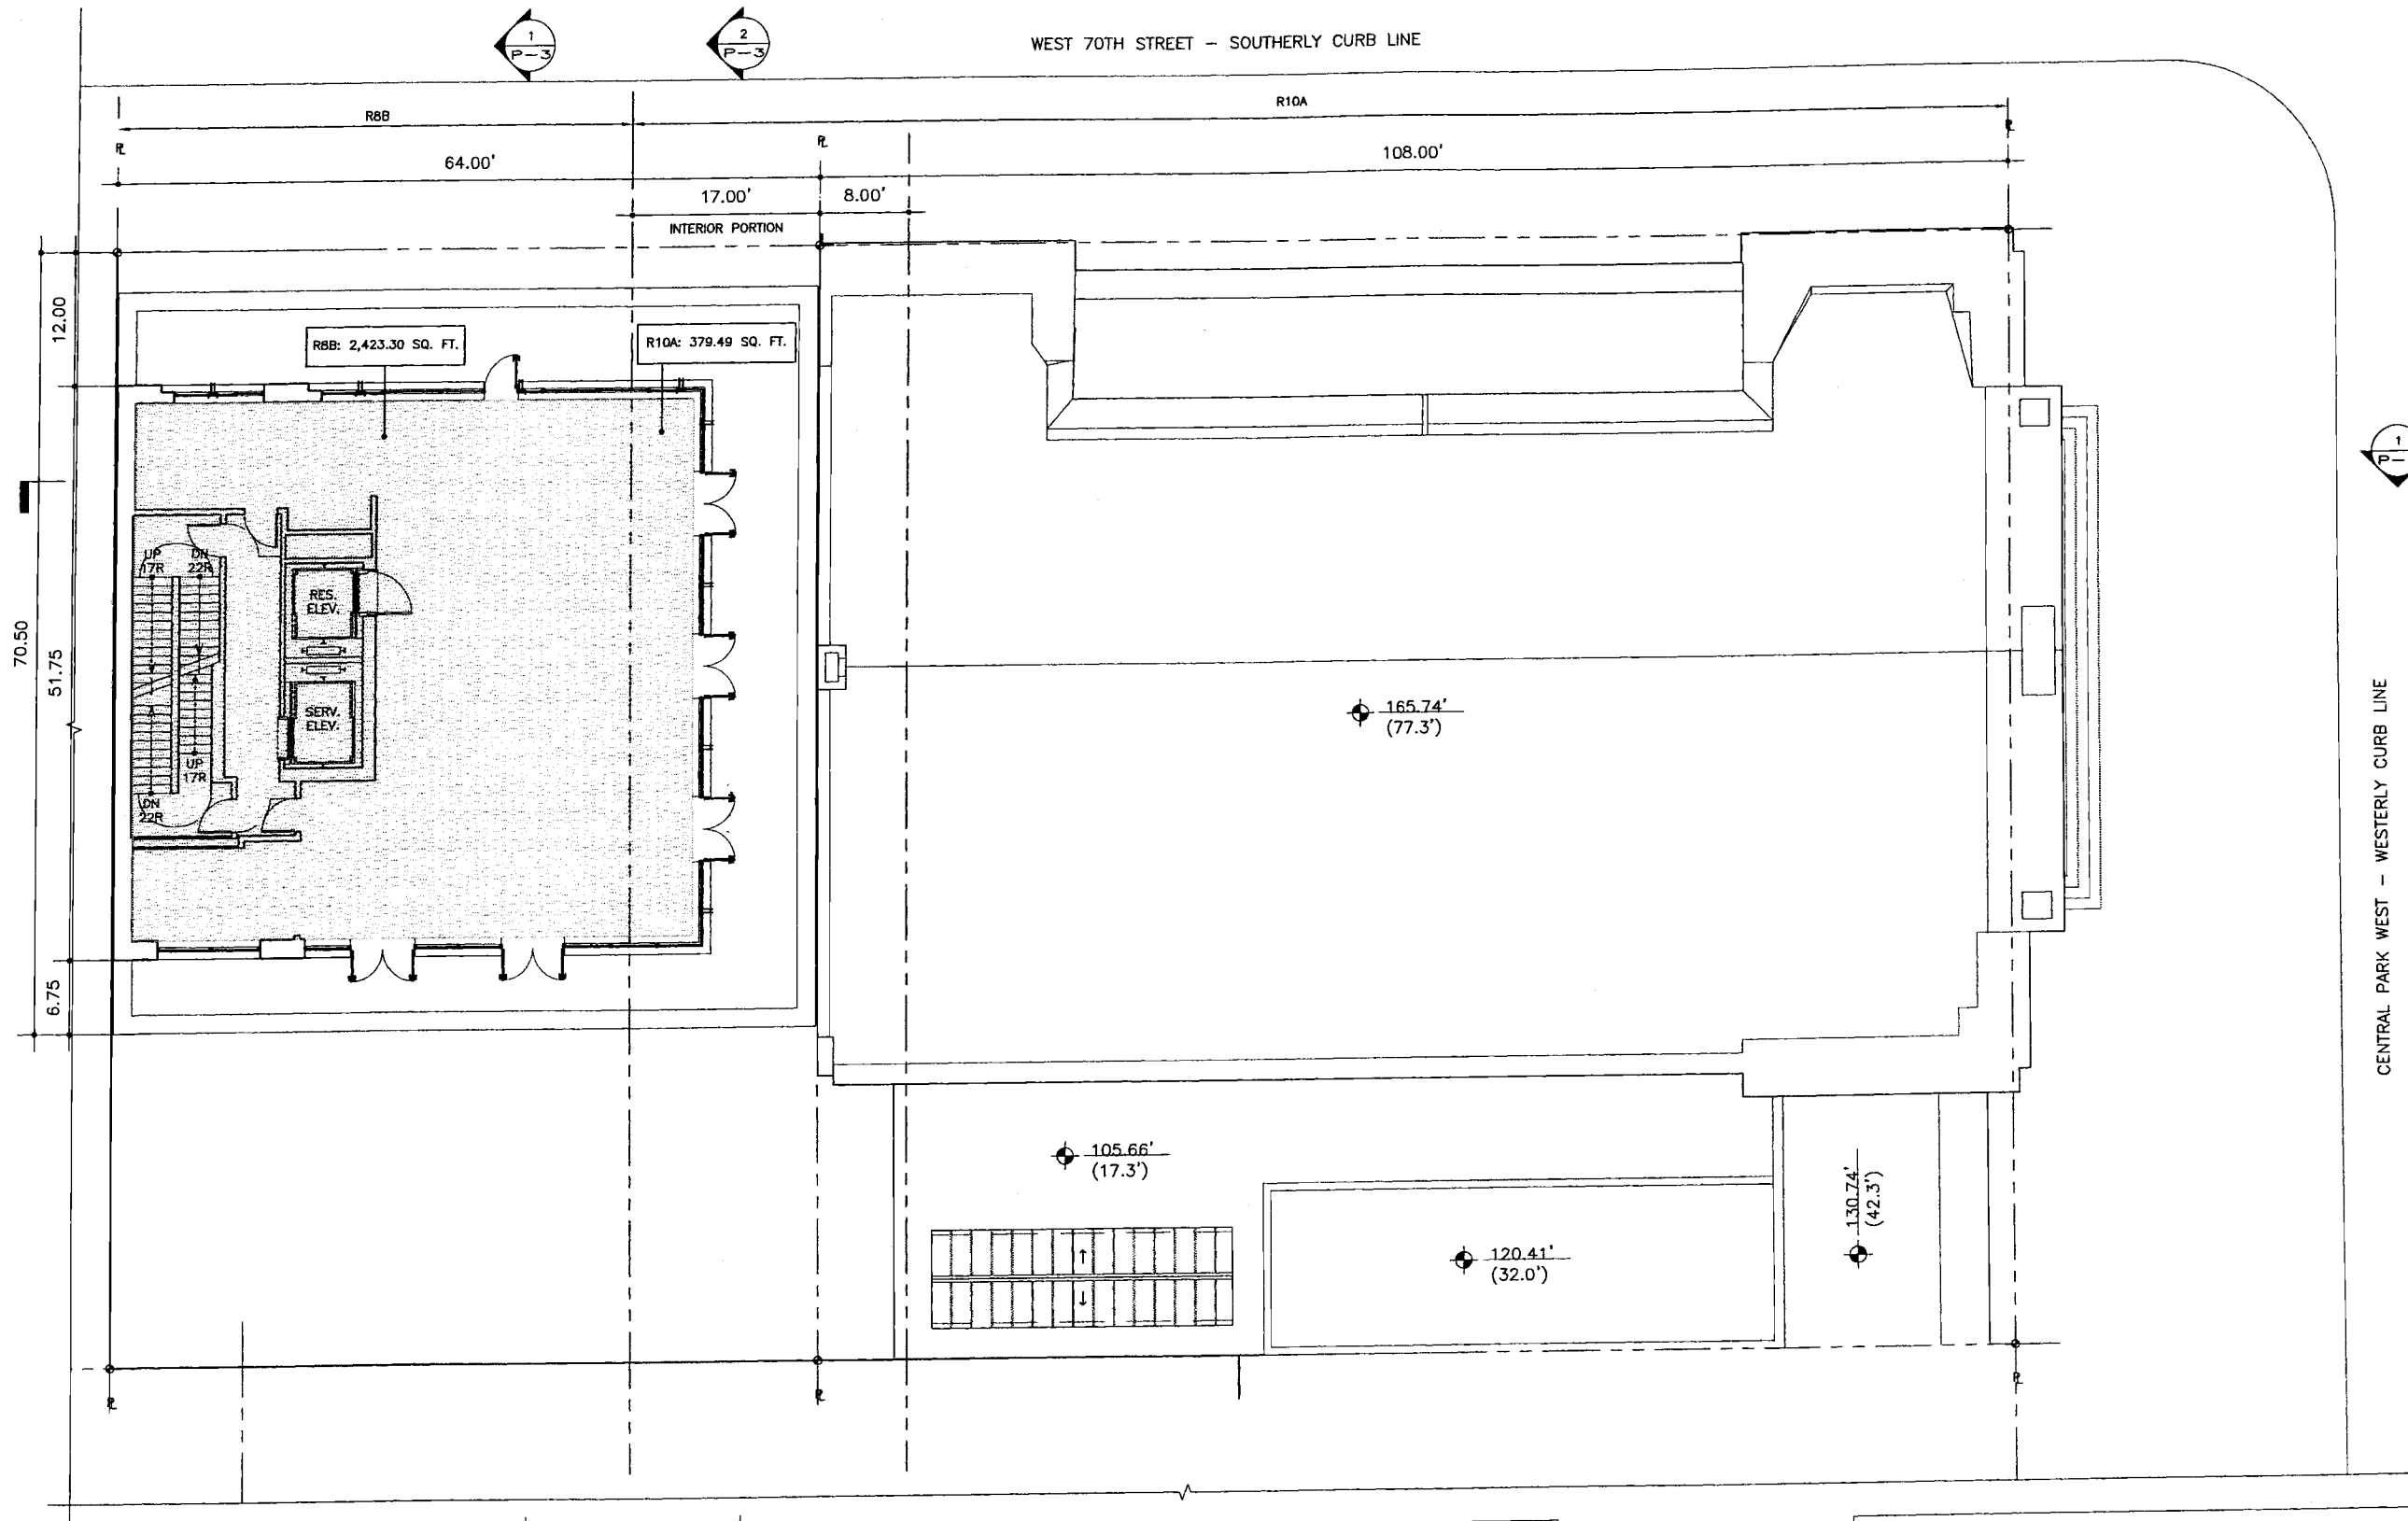 1
P-3
2
P-3
WEST 70TH STREET - SOUTHERLY CURB LINE
R8B
R10A
64.00'
108.00'
17.00'
8.00'
INTERIOR PORTION
12.00
R8B: 2,423.30 SQ. FT.
R10A: 379.49 SQ. FT.
1
P-
UP
17R
DN
22R
RES.
ELEV.
70.50
51.75
SERV.
ELEV.
UP
17R
DN
22R
165.74'
(77.3')
CENTRAL PARK WEST - WESTERLY CURB LINE
6.75
105.66'
(17.3')
130.74'
(42.3')
120.41'
(32.0')